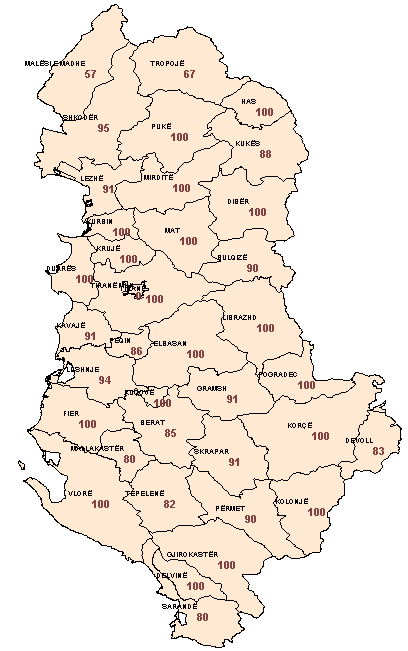 MALËSI E MADHE
57
TROPOJË
67
HAS
100
SHKODËR
95
PUKË
100
KUKËS
88
LEZHË
91
MIRDITË
100
DIBËR
100
KURBIN
100
MAT
100
KRUJË
100
BULQIZË
90
DURRËS
100
100
LIBRAZHD
100
KAVAJË
91
PEQIN
86
ELBASAN
100
LUSHNJE
94
POGRADEC
100
KUÇOVË
100
GRAMSH
91
FIER
100
BERAT
85
KORÇË
100
DEVOLL
83
MALLAKASTËR
80
SKRAPAR
91
VLORË
100
TEPELENË
82
PËRMET
90
KOLONJË
100
GJIROKASTËR
100
DELVINË
100
SARANDË
80